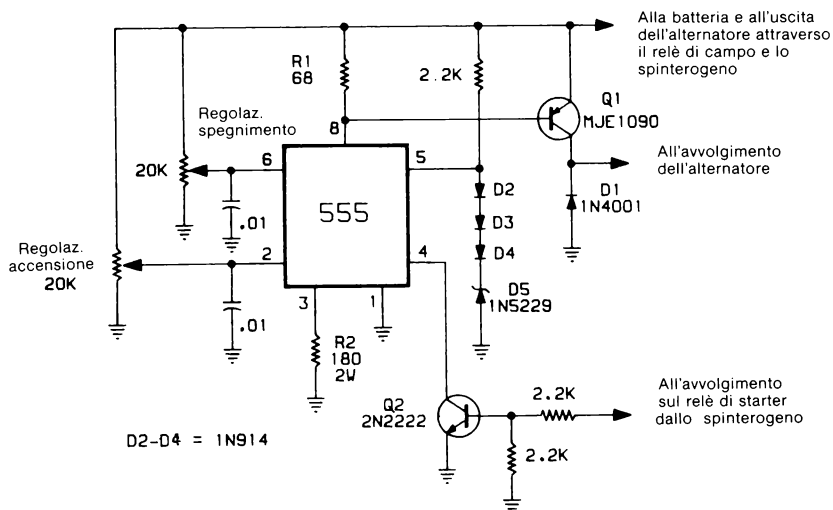 Alla batteria e all'uscita
dell'alternatore attraverso
il relè di campo e lo
spinterogeno
R1
68
2.2K
Q1
MJE1090
Regolaz.
spegnimento
8
6
5
20K
All'avvolgimento
dell'alternatore
D2
D1
1N4001
555
.01
D3
Regolaz.
accensione
20K
2
4
D4
3
1
D5
1N5229
.01
R2
180
2W
All'avvolgimento
sul relè di starter
dallo spinterogeno
Q2
2N2222
2.2K
D2-D4 = 1N914
2.2K